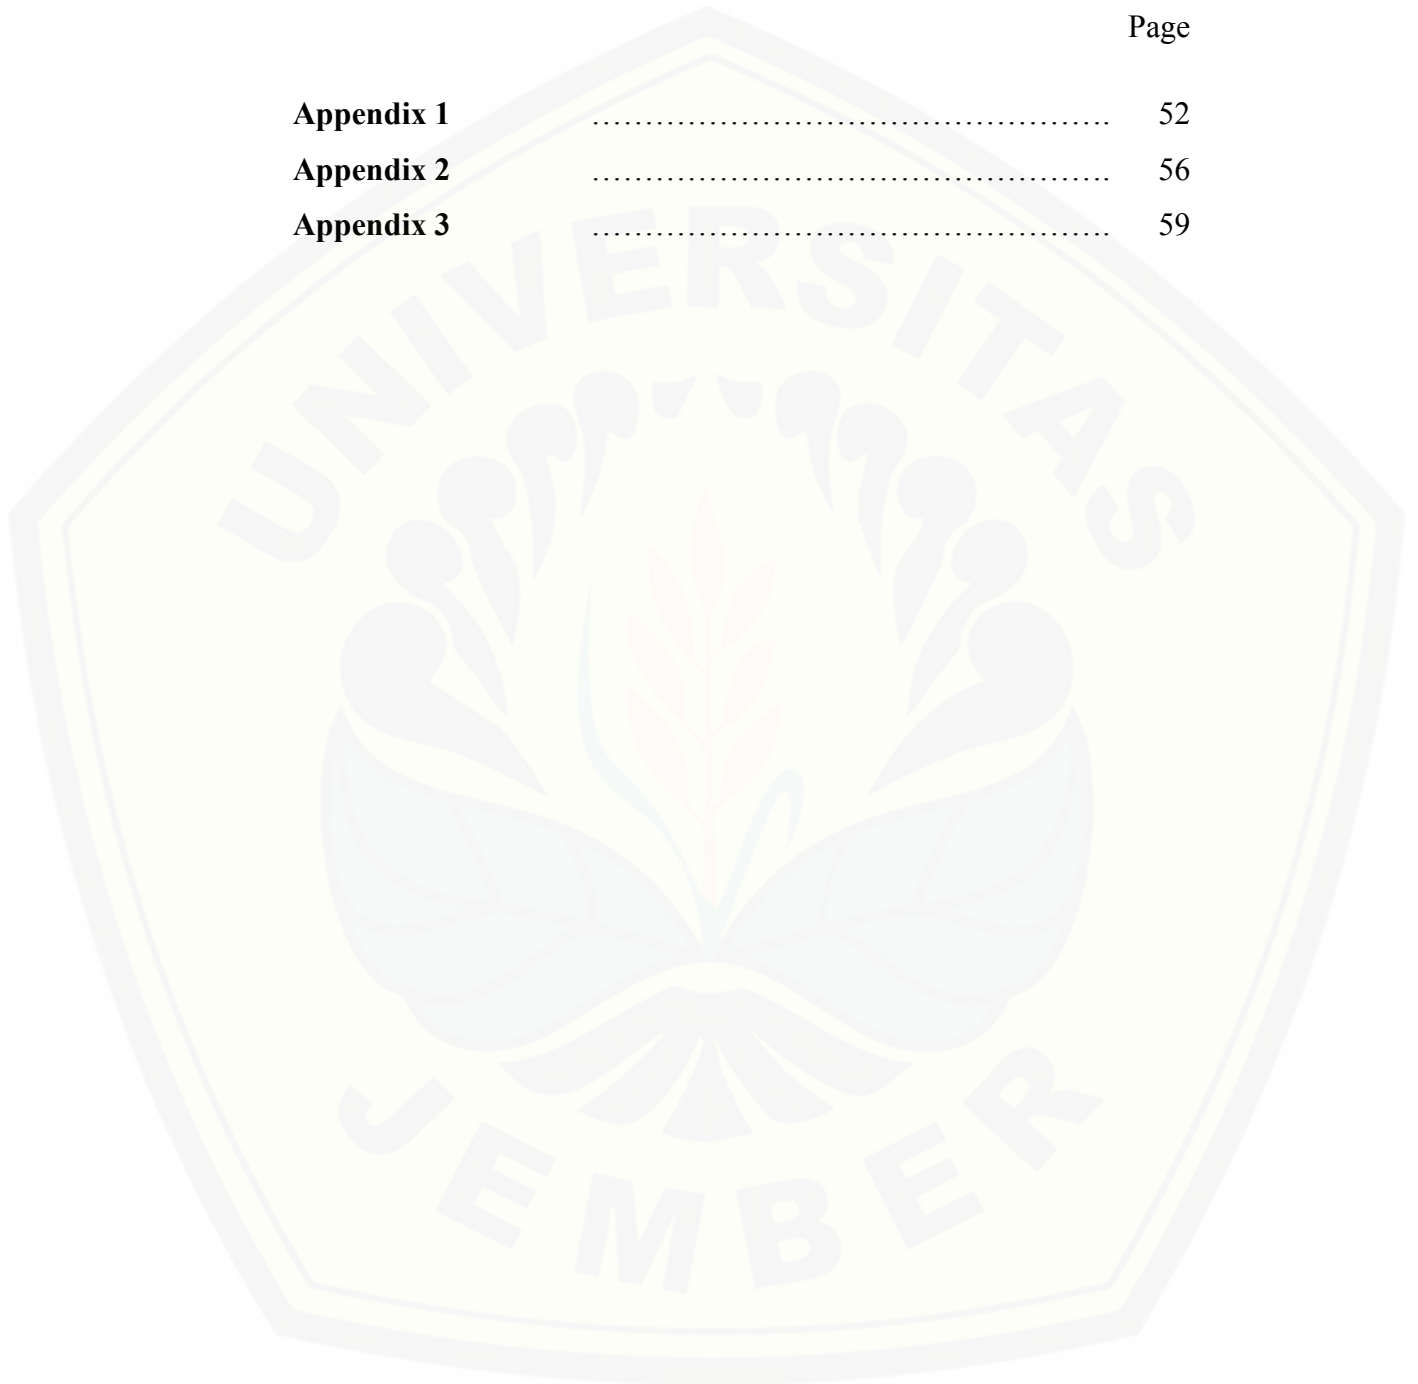 Page
Appendix 1 ………………………………………… 52
Appendix 2 ………………………………………… 56
Appendix 3 ………………………………………… 59
UNIVERSITAS
JEMBER